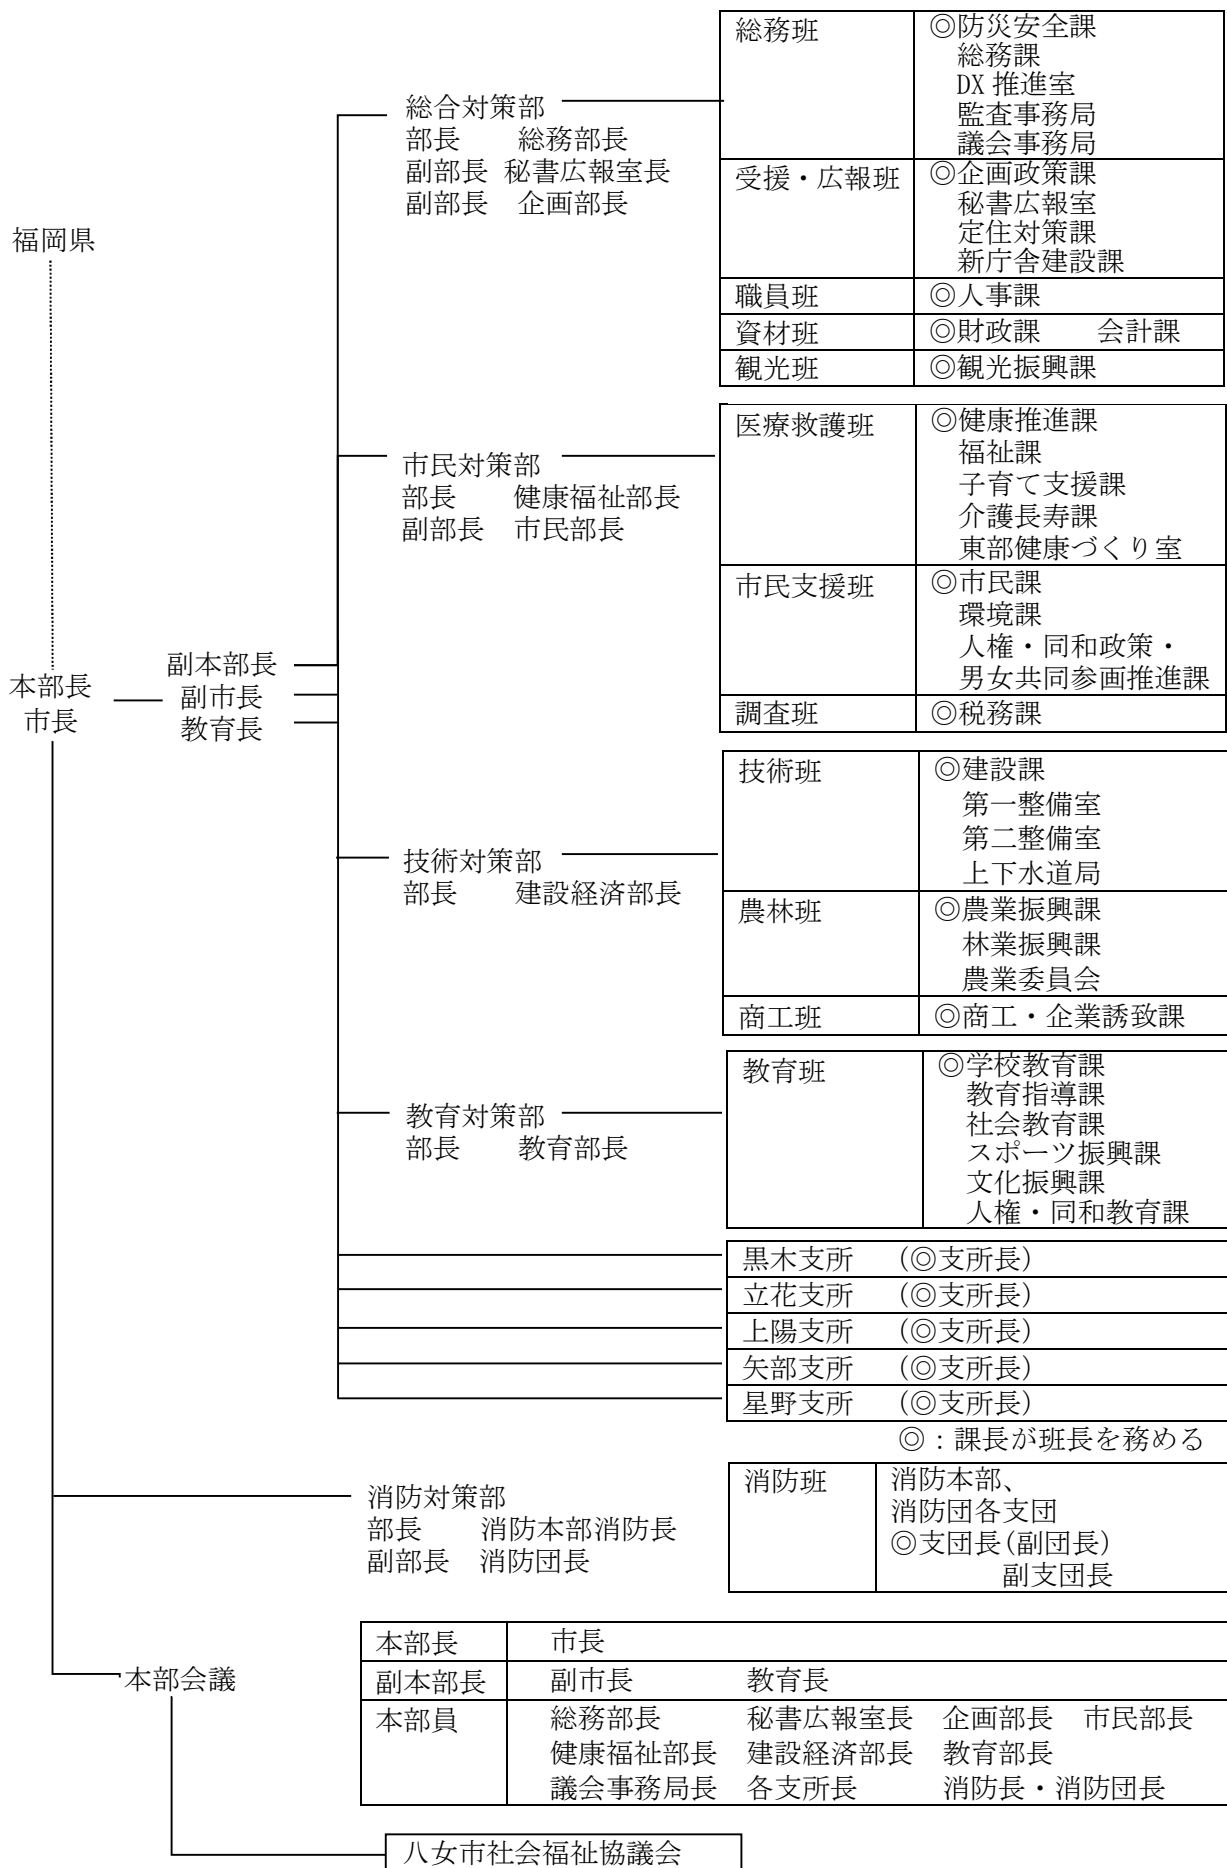 福岡県
本部長
市長
副本部長
副市長
教育長
総合対策部
部長 総務部長
副部長 秘書広報室長
副部長 企画部長
総務班 ◎防災安全課
総務課
DX推進室
監査事務局
議会事務局
受援・広報班 ◎企画政策課
秘書広報室
定住対策課
新庁舎建設課
職員班 ◎人事課
資材班 ◎財政課 会計課
観光班 ◎観光振興課
市民対策部
部長 健康福祉部長
副部長 市民部長
医療救護班 ◎健康推進課
福祉課
子育て支援課
介護長寿課
東部健康づくり室
市民支援班 ◎市民課
環境課
人権・同和政策・
男女共同参画推進課
調査班 ◎税務課
技術対策部
部長 建設経済部長
技術班 ◎建設課
第一整備室
第二整備室
上下水道局
農林班 ◎農業振興課
林業振興課
農業委員会
商工班 ◎商工・企業誘致課
教育対策部
部長 教育部長
教育班 ◎学校教育課
教育指導課
社会教育課
スポーツ振興課
文化振興課
人権・同和教育課
黒木支所 (◎支所長)
立花支所 (◎支所長)
上陽支所 (◎支所長)
矢部支所 (◎支所長)
星野支所 (◎支所長)
◎:課長が班長を務める
消防対策部
部長 消防本部消防長
副部長 消防団長
消防班 消防本部、
消防団各支団
◎支団長(副団長)
副支団長
本部会議
本部長 市長
副本部長 副市長 教育長
本部員 総務部長 秘書広報室長 企画部長 市民部長
健康福祉部長 建設経済部長 教育部長
議会事務局長 各支所長 消防長・消防団長
八女市社会福祉協議会